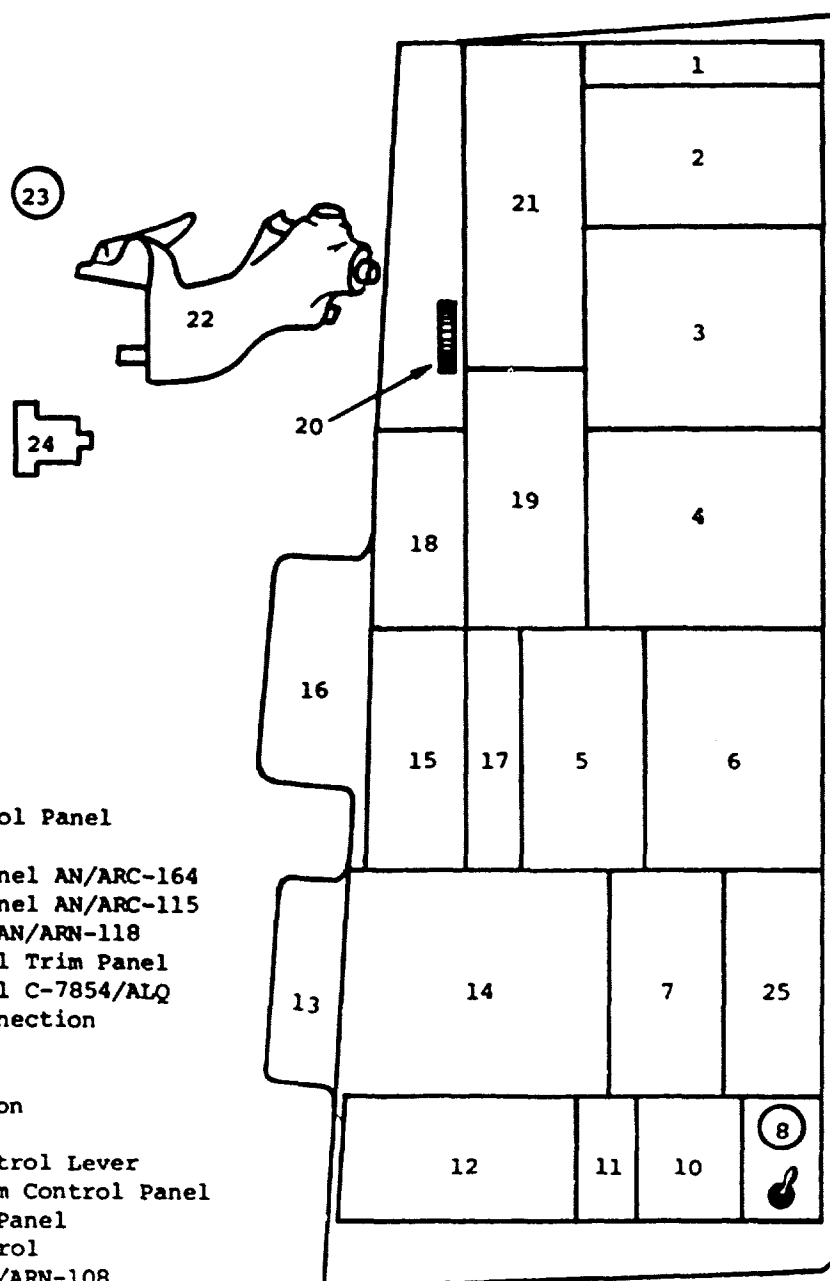 1
2
21
23
3
22
20
24
19
4
18
16
15
17
5
6
ol Panel
nel AN/ARC-164
nel AN/ARC-115
AN/ARN-118
l Trim Panel
l C-7854/ALQ
nection
13
14
7
25
on
8
trol Lever
m Control Panel
Panel
rol
/ARN-108
12
11
10